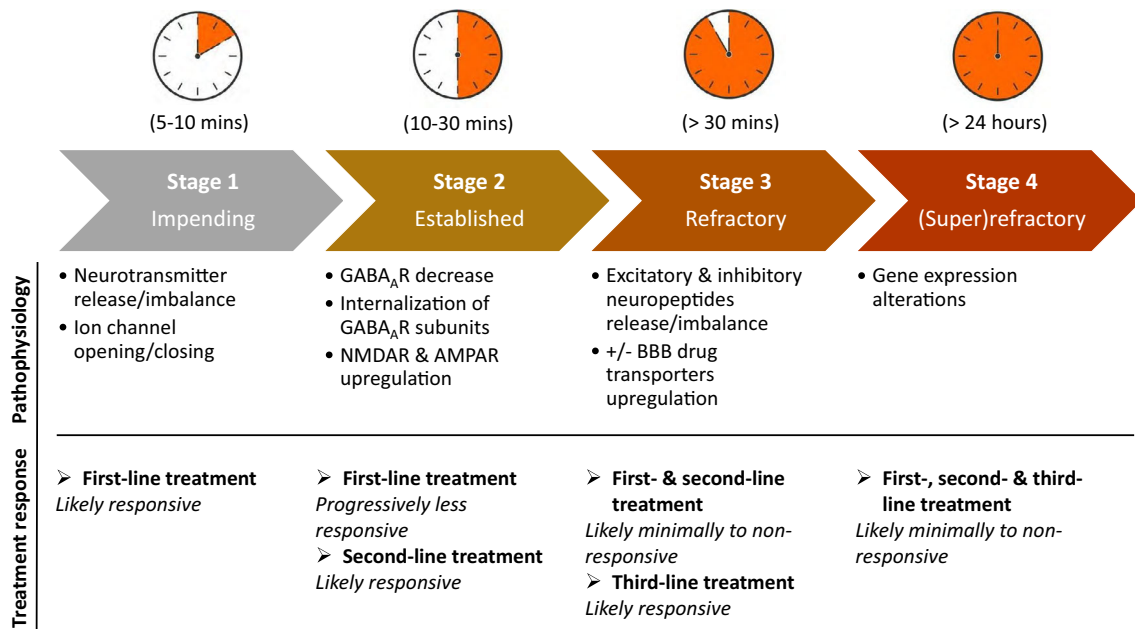 (5-10 mins)
(10-30 mins)
(> 30 mins)
(> 24 hours)
Stage 1
Impending
Stage 2
Established
Stage 3
Refractory
Stage 4
(Super)refractory
Pathophysiology
• Neurotransmitter
release/imbalance
• Ion channel
opening/closing
• GABA_AR decrease
• Internalization of
GABA_AR subunits
• NMDAR & AMPAR
upregulation
• Excitatory & inhibitory
neuropeptides
release/imbalance
• +/- BBB drug
transporters
upregulation
• Gene expression
alterations
Treatment response
➢ First-line treatment
Likely responsive
➢ First-line treatment
Progressively less
responsive
➢ Second-line treatment
Likely responsive
➢ First- & second-line
treatment
Likely minimally to non-
responsive
➢ Third-line treatment
Likely responsive
➢ First-, second- & third-
line treatment
Likely minimally to non-
responsive